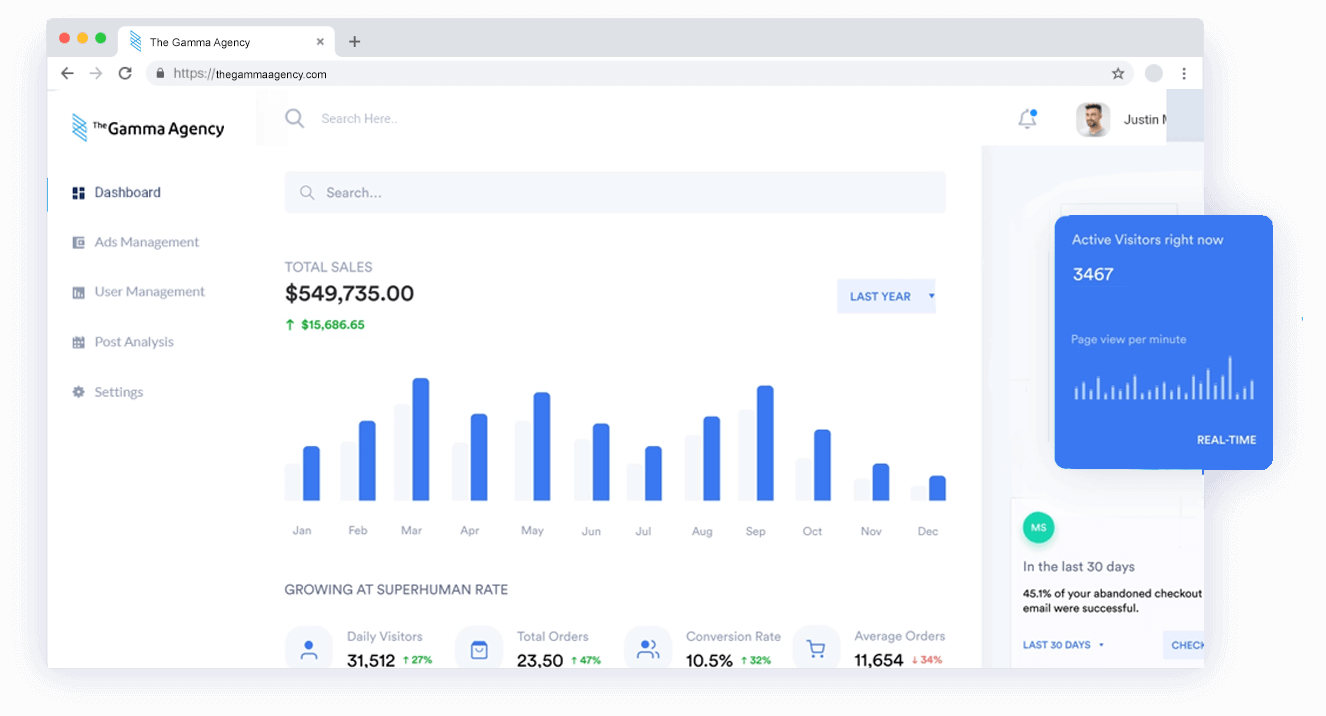 The Gamma Agency
https://thegammaagency.com
The Gamma Agency
Search Here..
Justin
Dashboard
Ads Management
User Management
Post Analysis
Settings
Search...
TOTAL SALES
$549,735.00
↑ $15,686.65
LAST YEAR
Jan Feb Mar Apr May Jun Jul Aug Sep Oct Nov Dec
GROWING AT SUPERHUMAN RATE
Daily Visitors
31,512 ↑ 27%
Total Orders
23,50 ↑ 47%
Conversion Rate
10.5% ↑ 32%
Average Orders
11,654 ↓ 34%
Active Visitors right now
3467
Page view per minute
REAL-TIME
MS
In the last 30 days
45.1% of your abandoned checkout
email were successful.
LAST 30 DAYS
CHECK